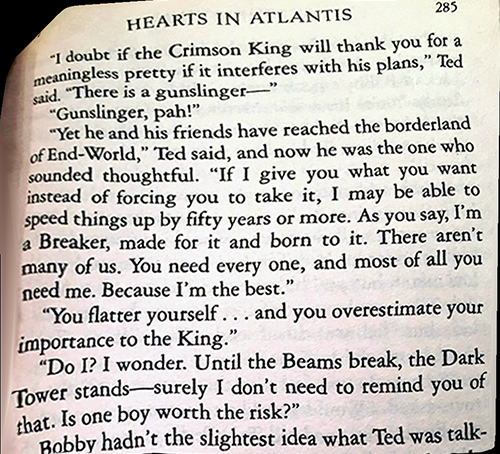 HEARTS IN ATLANTIS 285
"I doubt if the Crimson King will thank you for a
meaningless pretty if it interferes with his plans," Ted
said. "There is a gunslinger—"
"Gunslinger, pah!"
"Yet he and his friends have reached the borderland
of End-World," Ted said, and now he was the one who
sounded thoughtful. "If I give you what you want
instead of forcing you to take it, I may be able to
speed things up by fifty years or more. As you say, I'm
a Breaker, made for it and born to it. There aren't
many of us. You need every one, and most of all you
need me. Because I'm the best."
"You flatter yourself . . . and you overestimate your
importance to the King."
"Do I? I wonder. Until the Beams break, the Dark
Tower stands—surely I don't need to remind you of
that. Is one boy worth the risk?"
Bobby hadn't the slightest idea what Ted was talk-